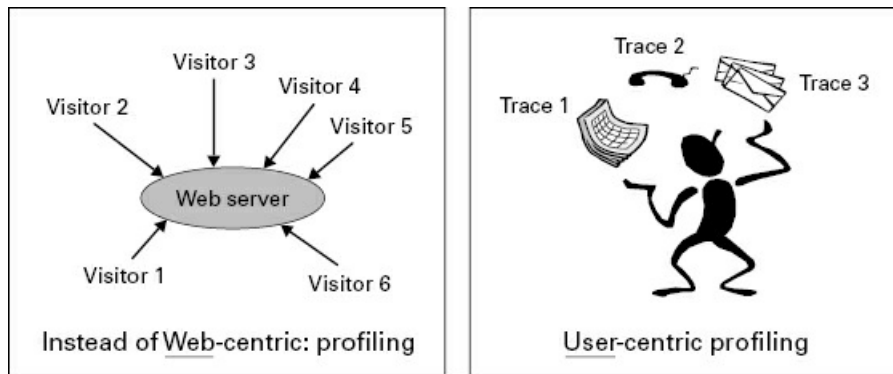 Visitor 3
Visitor 2
Visitor 4
Visitor 5
Web server
Visitor 1
Visitor 6
Instead of Web-centric: profiling
Trace 2
Trace 3
Trace 1
User-centric profiling